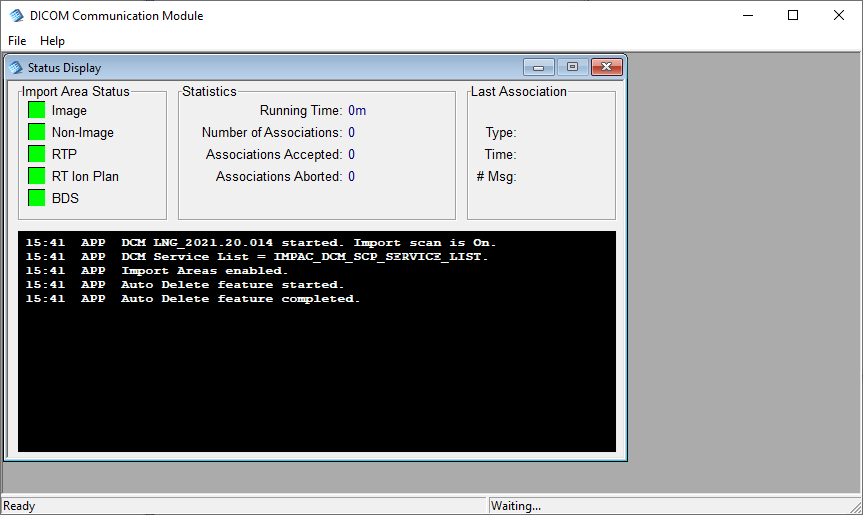 DICOM Communication Module
File Help
Status Display
Import Area Status
Image
Non-Image
RTP
RT Ion Plan
BDS
Statistics
Running Time: 0m
Number of Associations: 0
Associations Accepted: 0
Associations Aborted: 0
Last Association
Type:
Time:
# Msg:
15:41 APP DCM LNG_2021.20.014 started. Import scan is On.
15:41 APP DCM Service List = IMPAC_DCM_SCP_SERVICE_LIST.
15:41 APP Import Areas enabled.
15:41 APP Auto Delete feature started.
15:41 APP Auto Delete feature completed.
Ready
Waiting...